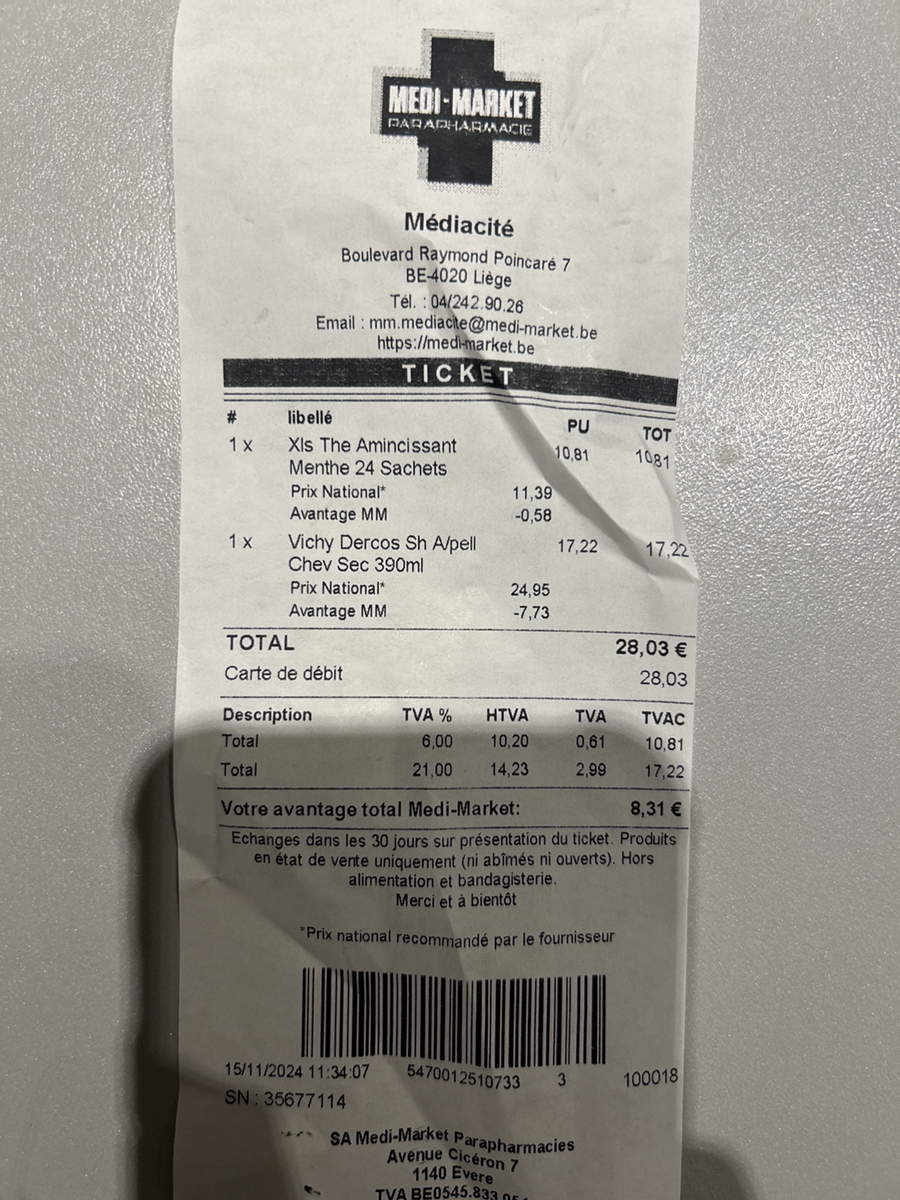 MEDI-MARKET
PARAPHARMACIE
Médiacité
Boulevard Raymond Poincaré 7
BE-4020 Liège
Tél. : 04/242.90.26
Email : mm.mediacite@medi-market.be
https://medi-market.be
TICKET
# libellé PU TOT
1 x Xls The Amincissant 10,81 10,81
Menthe 24 Sachets
Prix National* 11,39
Avantage MM -0,58
1 x Vichy Dercos Sh A/pell 17,22 17,22
Chev Sec 390ml
Prix National* 24,95
Avantage MM -7,73
TOTAL 28,03 €
Carte de débit 28,03
Description TVA % HTVA TVA TVAC
Total 6,00 10,20 0,61 10,81
Total 21,00 14,23 2,99 17,22
Votre avantage total Medi-Market: 8,31 €
Echanges dans les 30 jours sur présentation du ticket. Produits
en état de vente uniquement (ni abîmés ni ouverts). Hors
alimentation et bandagisterie.
Merci et à bientôt
*Prix national recommandé par le fournisseur
15/11/2024 11:34:07 5470012510733 3 100018
SN : 35677114
SA Medi-Market Parapharmacies
Avenue Cicéron 7
1140 Evere
TVA BE0545.833